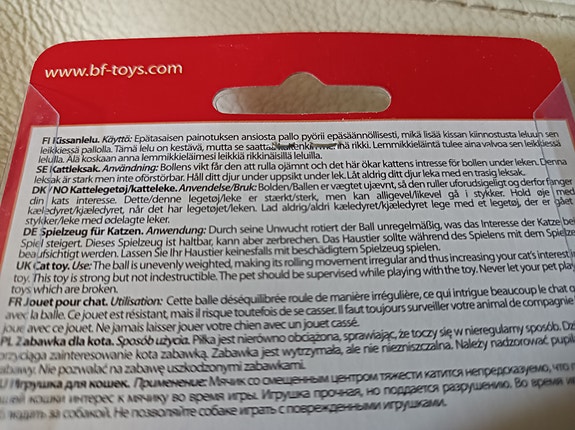 www.bf-toys.com
FI Kissanlelu. Käyttö: Epätasaisen painotuksen ansiosta pallo pyörii epäsäännöllisesti, mikä lisää kissan kiinnostusta leluun sen
leikkiessä pallolla. Tämä lelu on kestävä, mutta se saattaa kuitenkin mennä rikki. Lemmikkieläintä tulee aina valvoa sen leikkiessä
lelulla. Älä koskaan anna lemmikkieläimesi leikkiä rikkinäisillä leluilla.
SE Kattleksak. Användning: Bollens vikt får den att rulla ojämnt och det här ökar kattens intresse för bollen under leken. Denna
leksak är stark men inte oförstörbar. Håll ditt djur under uppsikt under lek. Låt aldrig ditt djur leka med en trasig leksak.
DK/NO Kattelegetøj/katteleke. Anvendelse/Bruk: Bolden/Ballen er vægtet ujævnt, så den ruller uforudsigeligt og derfor fanger
din kats interesse. Dette/denne legetøj/leke er stærkt/sterk, men kan alligevel/likevel gå i stykker. Hold øje med
kæledyret/kjæledyret, når det har legetøjet/leken. Lad aldrig/aldri kæledyret/kjæledyret lege med et legetøj, der er gået i
stykker/leke med ødelagte leker.
DE Spielzeug für Katzen. Anwendung: Durch seine Unwucht rotiert der Ball unregelmäßig, was das Interesse der Katze bei
Spiel steigert. Dieses Spielzeug ist haltbar, kann aber zerbrechen. Das Haustier sollte während des Spielens mit dem Spielze
beaufsichtigt werden. Lassen Sie Ihr Haustier keinesfalls mit beschädigtem Spielzeug spielen.
UK Cat toy. Use: The ball is unevenly weighted, making its rolling movement irregular and thus increasing your cat's interest i
toy. This toy is strong but not indestructible. The pet should be supervised while playing with the toy. Never let your pet play
toys which are broken.
FR Jouet pour chat. Utilisation: Cette balle déséquilibrée roule de manière irrégulière, ce qui intrigue beaucoup le chat q
avec la balle. Ce jouet est résistant, mais il risque toutefois de se casser. Il faut toujours surveiller votre animal de compagnie
joue avec ce jouet. Ne jamais laisser jouer votre chien avec un jouet cassé.
PL Zabawka dla kota. Sposób użycia. Piłka jest nierówno obciążona, sprawiając, że toczy się w nieregularny sposób. Dz
przyciąga zainteresowanie kota zabawką. Zabawka jest wytrzymała, ale nie niezniszczalna. Należy nadzorować pupila
zabawy. Nie pozwalać na zabawę uszkodzonymi zabawkami.
U Игрушка для кошек. Применение: Мячик со смещенным центром тяжести катится непредсказуемо, что п
шей кошки интерес к мячику во время игры. Игрушка прочная, но поддается разрушению. Во время иг
за собакой. Не позволяйте собаке играть с поврежденными игрушками.